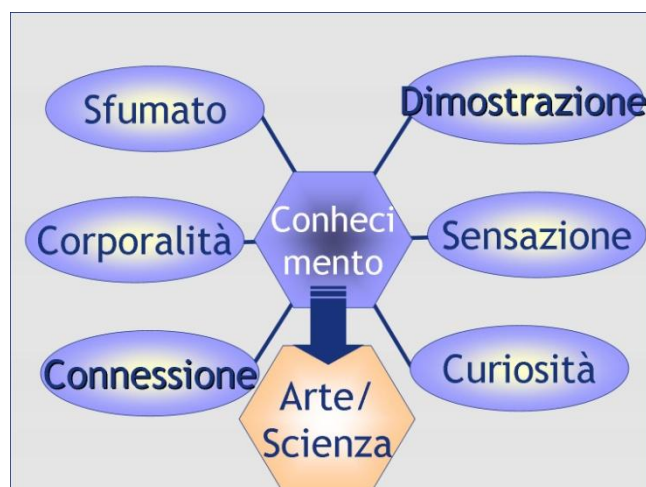 Sfumato
Dimostrazione
Conheci
mento
Corporalità
Sensazione
Connessione
Curiosità
Arte/
Scienza